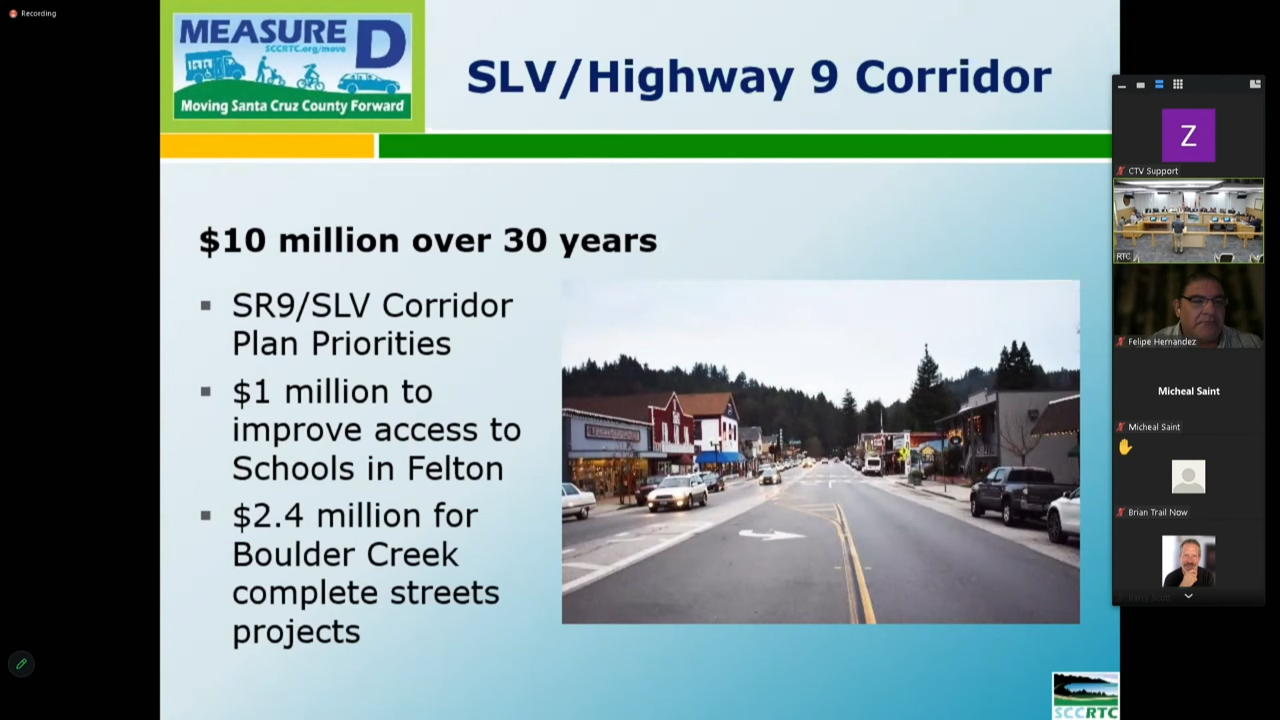 Recording
MEASURE D
SCCRTC.org/move
Moving Santa Cruz County Forward
SLV/Highway 9 Corridor
$10 million over 30 years
SR9/SLV Corridor
Plan Priorities
$1 million to
improve access to
Schools in Felton
$2.4 million for
Boulder Creek
complete streets
projects
SCCRTC
Z
CTV Support
RTC
Felipe Hernandez
Micheal Saint
Micheal Saint
Brian Trail Now
Barry Scott